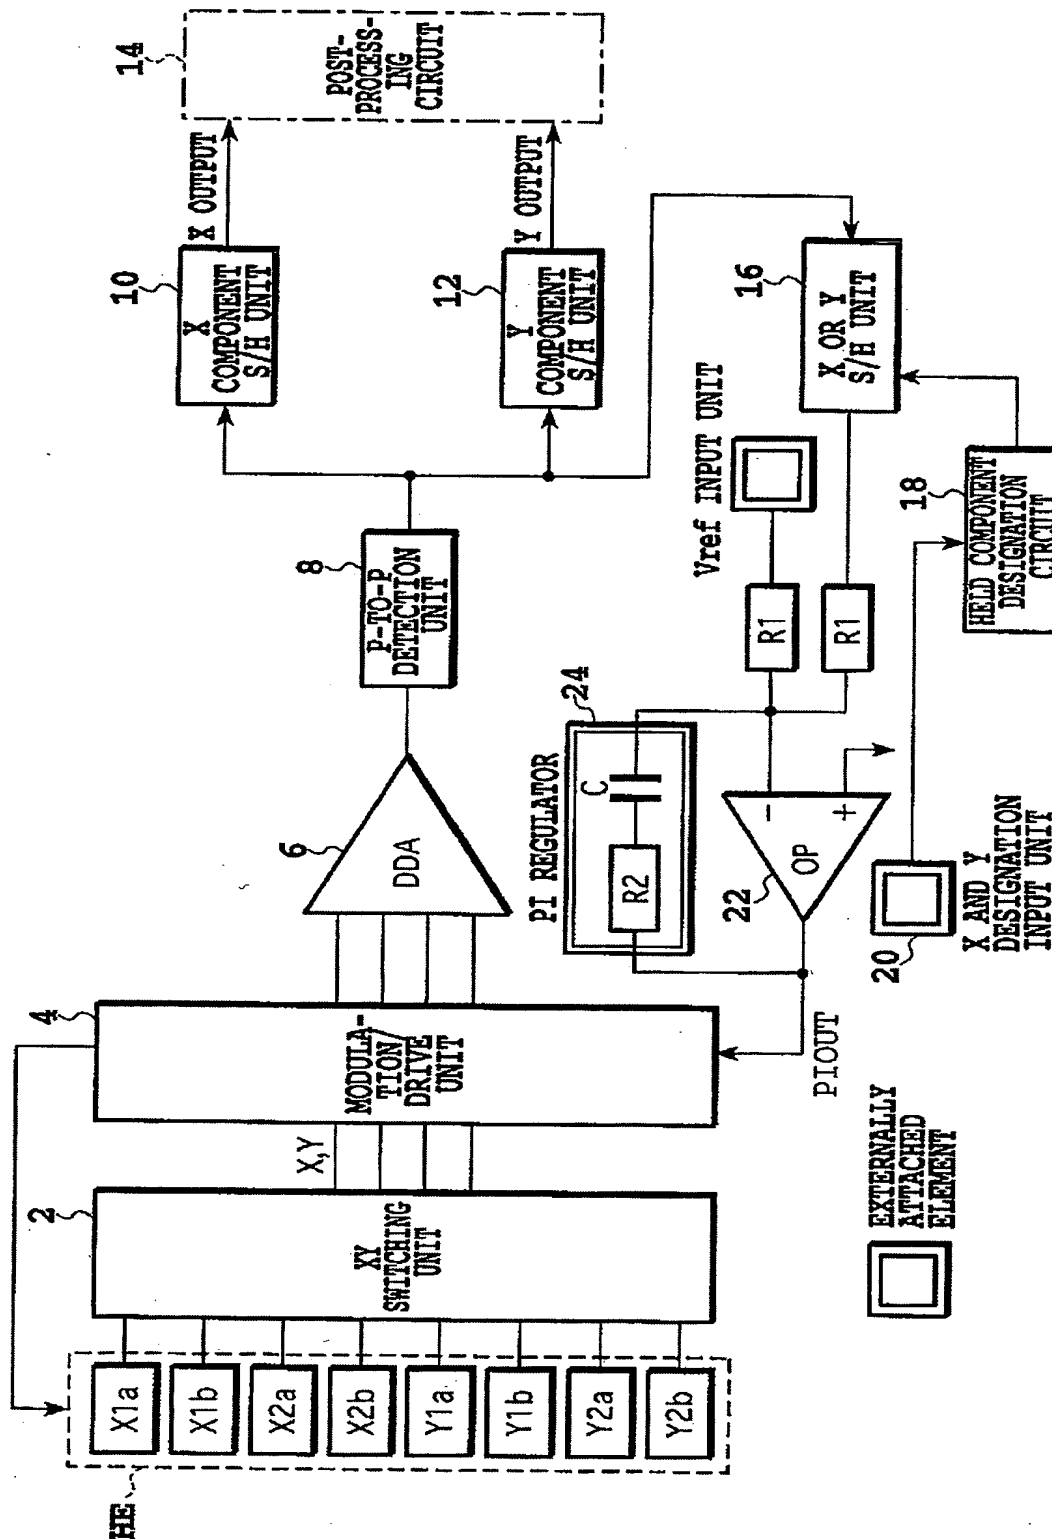 HE
X1a
X1b
X2a
X2b
Y1a
Y1b
Y2a
Y2b
2
XY
SWITCHING
UNIT
X,Y
4
MODULA-
TION/
DRIVE
UNIT
6
DDA
8
P-TO-P
DETECTION
UNIT
10
X
COMPONENT
S/H UNIT
X OUTPUT
12
Y
COMPONENT
S/H UNIT
Y OUTPUT
14
POST-
PROCESS-
ING
CIRCUIT
16
X OR Y
S/H UNIT
18
HELD COMPONENT
DESIGNATION
CIRCUIT
20
X AND Y
DESIGNATION
INPUT UNIT
Vref INPUT UNIT
R1
R1
PI REGULATOR
24
C
R2
22
OP
-
+
PIOUT
EXTERNALLY
ATTACHED
ELEMENT